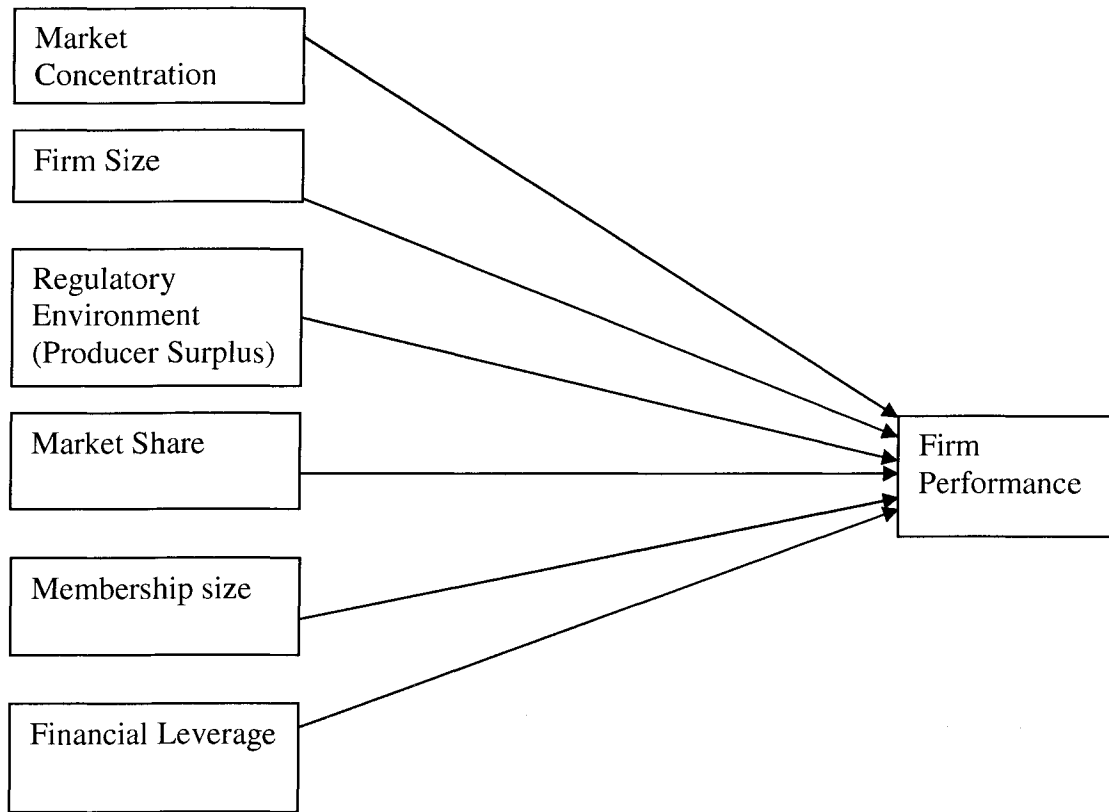 Market
Concentration
Firm Size
Regulatory
Environment
(Producer Surplus)
Market Share
Membership size
Financial Leverage
Firm
Performance